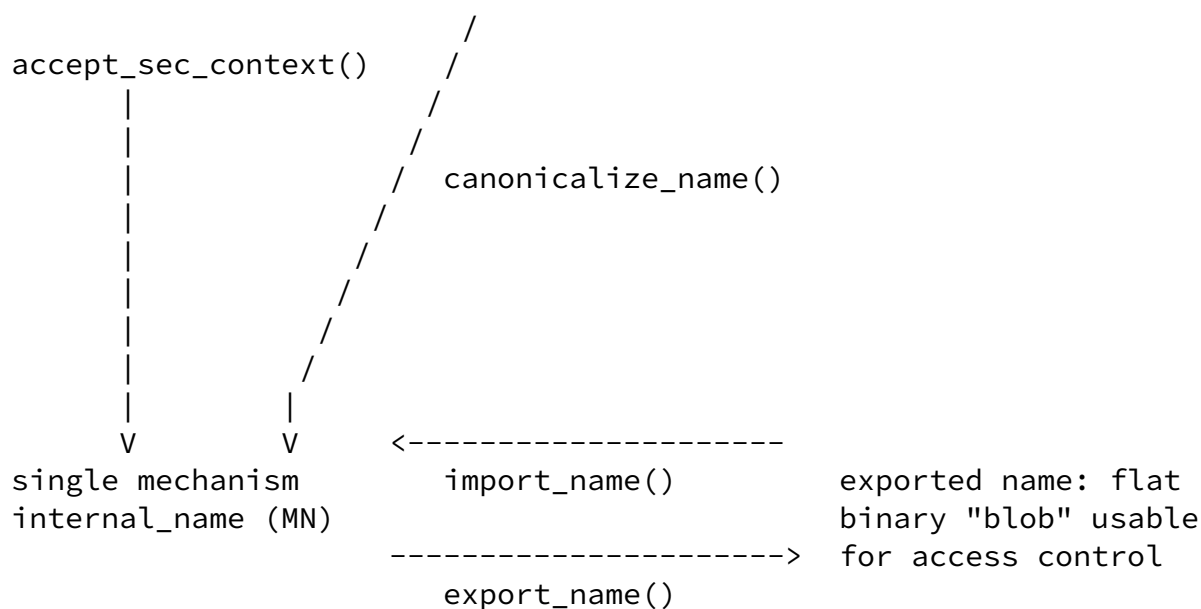 accept_sec_context()
canonicalize_name()
single mechanism import_name() exported name: flat
internal_name (MN) binary "blob" usable
for access control
export_name()